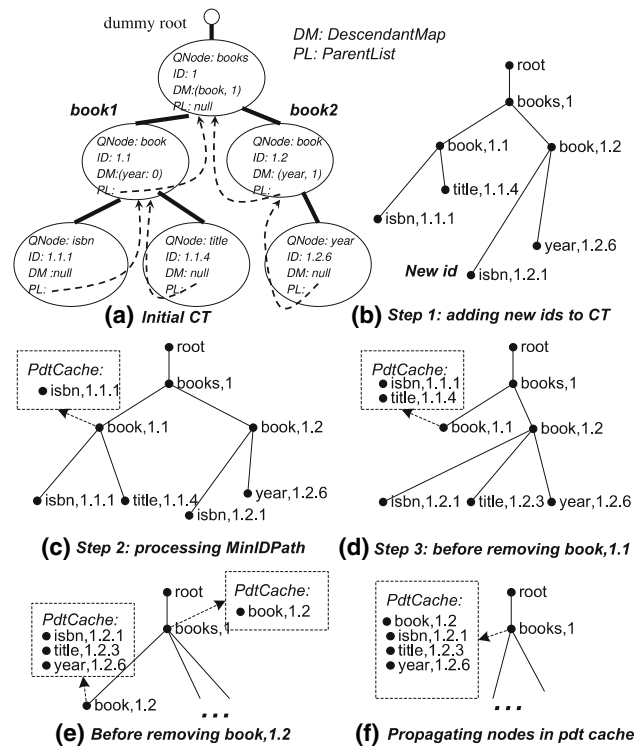 dummy root
DM: DescendantMap
PL: ParentList
QNode: books
ID: 1
DM:(book, 1)
PL: null
book1
book2
QNode: book
ID: 1.1
DM:(year: 0)
PL:
QNode: book
ID: 1.2
DM:(year, 1)
PL:
QNode: isbn
ID: 1.1.1
DM :null
PL:
QNode: title
ID: 1.1.4
DM: null
PL:
QNode: year
ID: 1.2.6
DM: null
PL:
(a) Initial CT
root
books,1
book,1.1
book,1.2
title,1.1.4
isbn,1.1.1
year,1.2.6
New id
isbn,1.2.1
(b) Step 1: adding new ids to CT
root
PdtCache:
isbn,1.1.1
books,1
book,1.1
book,1.2
isbn,1.1.1
title,1.1.4
year,1.2.6
isbn,1.2.1
(c) Step 2: processing MinIDPath
root
PdtCache:
isbn,1.1.1
title,1.1.4
books,1
book,1.1
book,1.2
isbn,1.2.1
title,1.2.3
year,1.2.6
(d) Step 3: before removing book,1.1
root
PdtCache:
book,1.2
books,1
PdtCache:
isbn,1.2.1
title,1.2.3
year,1.2.6
book,1.2
...
(e) Before removing book,1.2
root
PdtCache:
book,1.2
isbn,1.2.1
title,1.2.3
year,1.2.6
books,1
...
(f) Propagating nodes in pdt cache